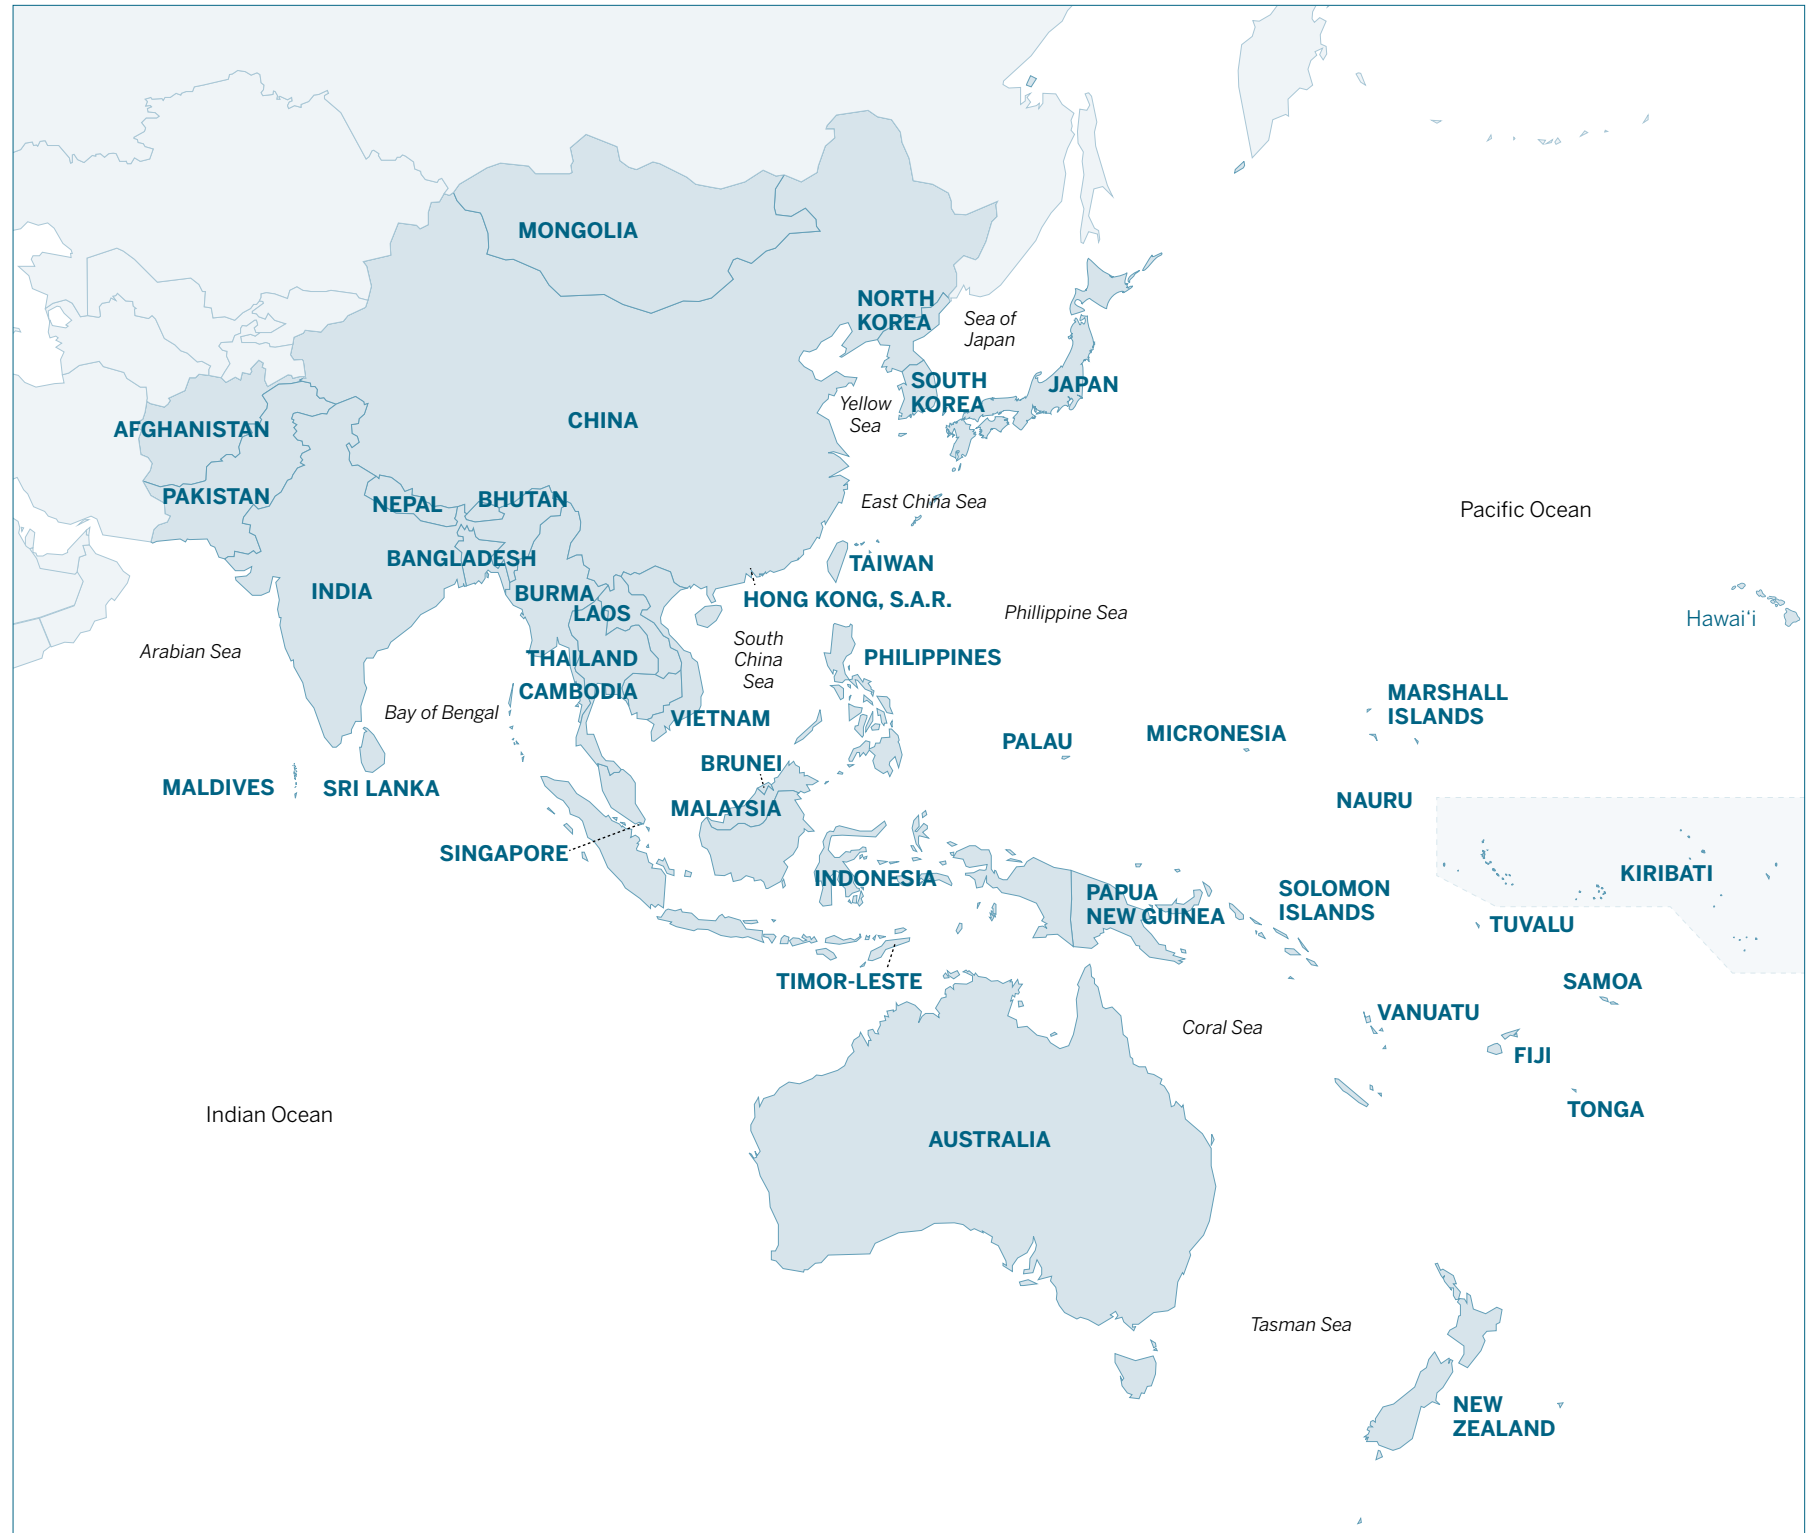 MONGOLIA
NORTH
KOREA
Sea of
Japan
SOUTH
KOREA
JAPAN
Yellow
Sea
CHINA
AFGHANISTAN
PAKISTAN
NEPAL
BHUTAN
East China Sea
Pacific Ocean
BANGLADESH
TAIWAN
INDIA
BURMA
HONG KONG, S.A.R.
LAOS
Phillippine Sea
Hawai‘i
Arabian Sea
South
China
Sea
THAILAND
PHILIPPINES
CAMBODIA
MARSHALL
ISLANDS
Bay of Bengal
VIETNAM
MICRONESIA
PALAU
BRUNEI
MALDIVES
SRI LANKA
NAURU
MALAYSIA
SINGAPORE
INDONESIA
KIRIBATI
PAPUA
NEW GUINEA
SOLOMON
ISLANDS
TUVALU
TIMOR-LESTE
SAMOA
VANUATU
Coral Sea
FIJI
TONGA
Indian Ocean
AUSTRALIA
Tasman Sea
NEW
ZEALAND